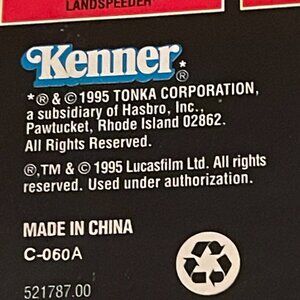 LANDSPEEDER
Kenner®
*® & © 1995 TONKA CORPORATION,
a subsidiary of Hasbro, Inc.,
Pawtucket, Rhode Island 02862.
All Rights Reserved.
®,TM & © 1995 Lucasfilm Ltd. All rights
reserved. Used under authorization.
MADE IN CHINA
C-060A
521787.00